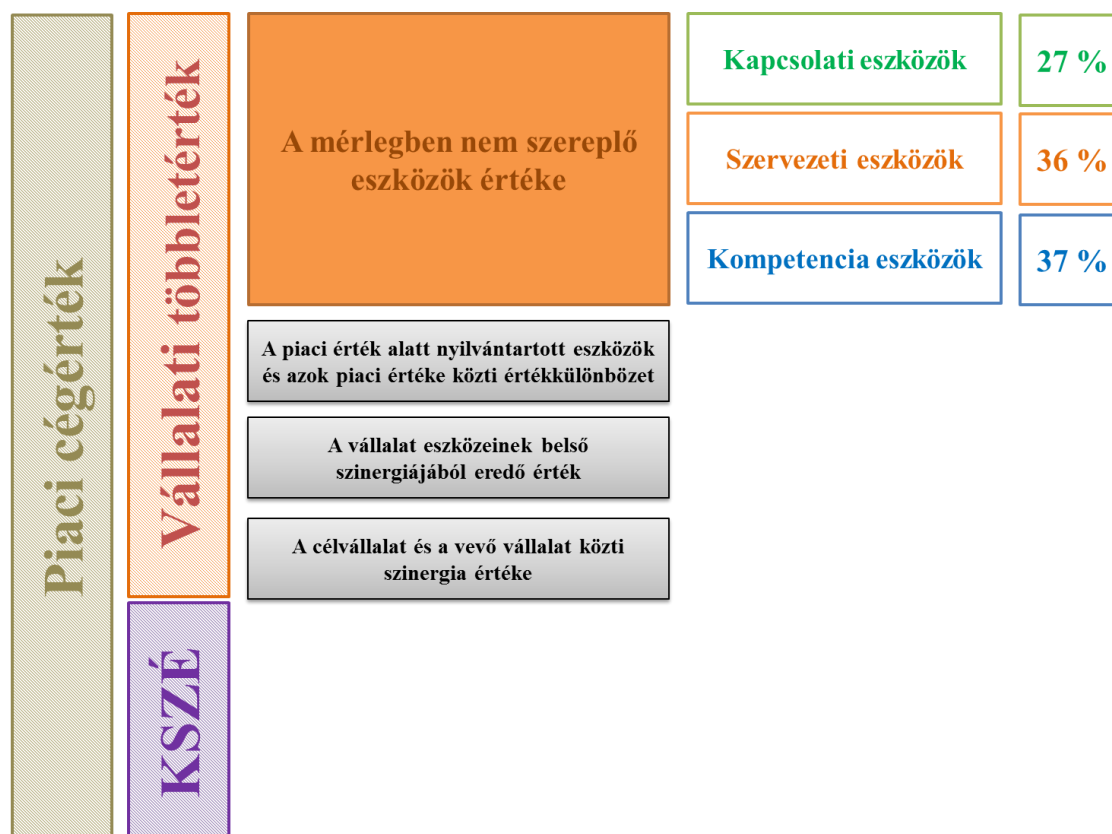 Piaci cégérték
Vállalati többletérték
KSZÉ
A mérlegben nem szereplő
eszközök értéke
Kapcsolati eszközök
27 %
Szervezeti eszközök
36 %
Kompetencia eszközök
37 %
A piaci érték alatt nyilvántartott eszközök
és azok piaci értéke közti értékkülönbözet
A vállalat eszközeinek belső
szinergiájából eredő érték
A célvállalat és a vevő vállalat közti
szinergia értéke